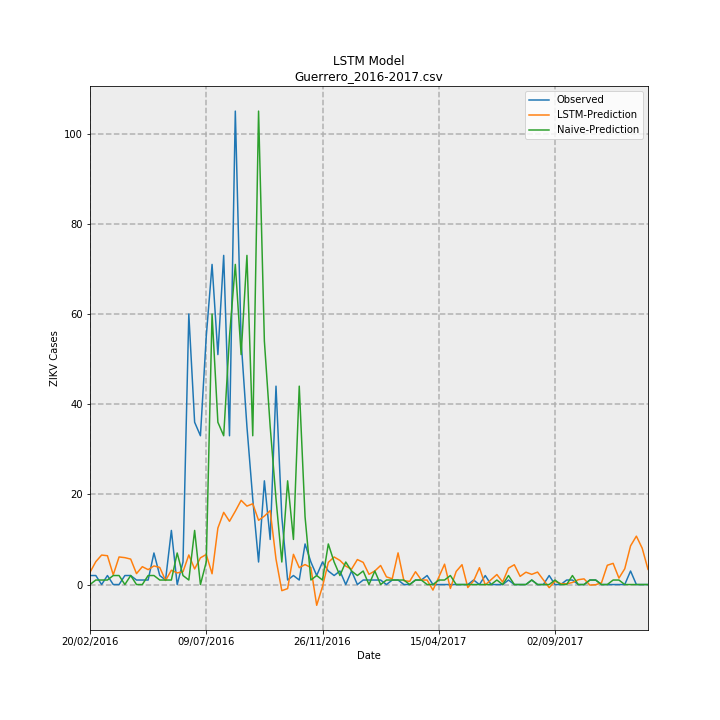 LSTM Model
Guerrero_2016-2017.csv
Observed
LSTM-Prediction
Naive-Prediction
100
80
60
40
20
0
ZIKV Cases
20/02/2016 09/07/2016 26/11/2016 15/04/2017 02/09/2017
Date